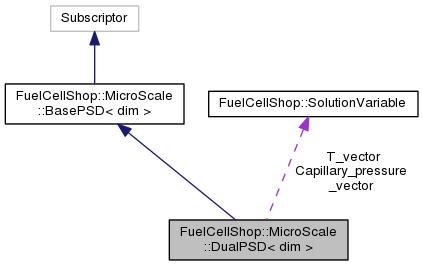 Subscriptor
FuelCellShop::MicroScale
::BasePSD< dim >
FuelCellShop::SolutionVariable
T_vector
Capillary_pressure
_vector
FuelCellShop::MicroScale
::DualPSD< dim >